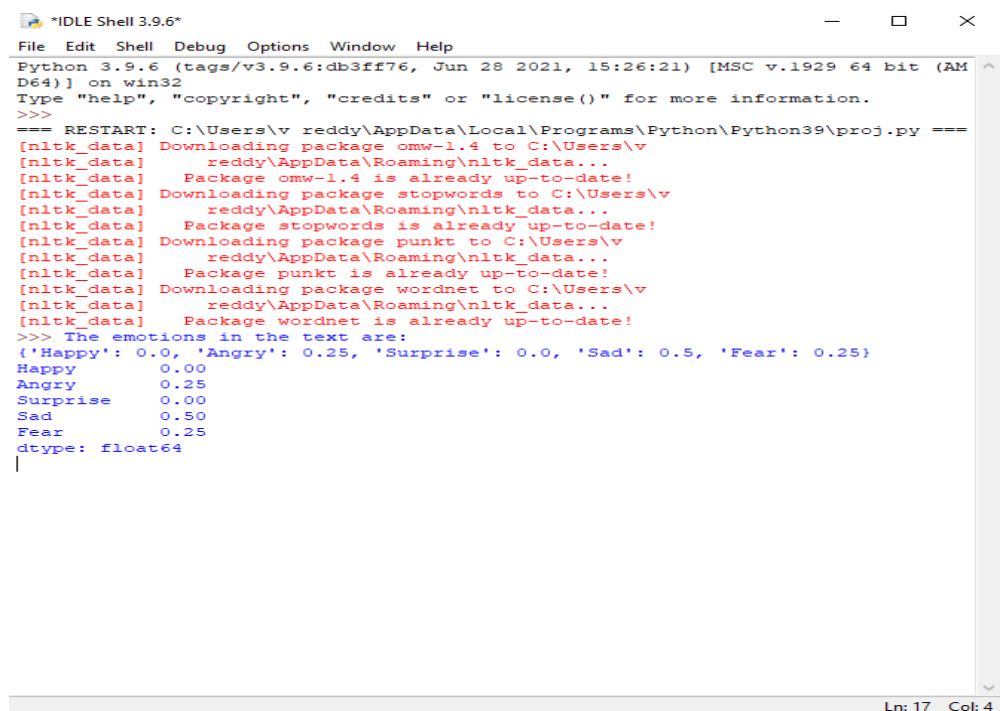 *IDLE Shell 3.9.6*
File Edit Shell Debug Options Window Help
Python 3.9.6 (tags/v3.9.6:db3ff76, Jun 28 2021, 15:26:21) [MSC v.1929 64 bit (AM
D64)] on win32
Type "help", "copyright", "credits" or "license()" for more information.
>>>
=== RESTART: C:\Users\v reddy\AppData\Local\Programs\Python\Python39\proj.py ===
[nltk_data] Downloading package omw-1.4 to C:\Users\v
[nltk_data]     reddy\AppData\Roaming\nltk_data...
[nltk_data]   Package omw-1.4 is already up-to-date!
[nltk_data] Downloading package stopwords to C:\Users\v
[nltk_data]     reddy\AppData\Roaming\nltk_data...
[nltk_data]   Package stopwords is already up-to-date!
[nltk_data] Downloading package punkt to C:\Users\v
[nltk_data]     reddy\AppData\Roaming\nltk_data...
[nltk_data]   Package punkt is already up-to-date!
[nltk_data] Downloading package wordnet to C:\Users\v
[nltk_data]     reddy\AppData\Roaming\nltk_data...
[nltk_data]   Package wordnet is already up-to-date!
>>> The emotions in the text are:
{'Happy': 0.0, 'Angry': 0.25, 'Surprise': 0.0, 'Sad': 0.5, 'Fear': 0.25}
Happy       0.00
Angry       0.25
Surprise    0.00
Sad         0.50
Fear        0.25
dtype: float64
Ln: 17 Col: 4